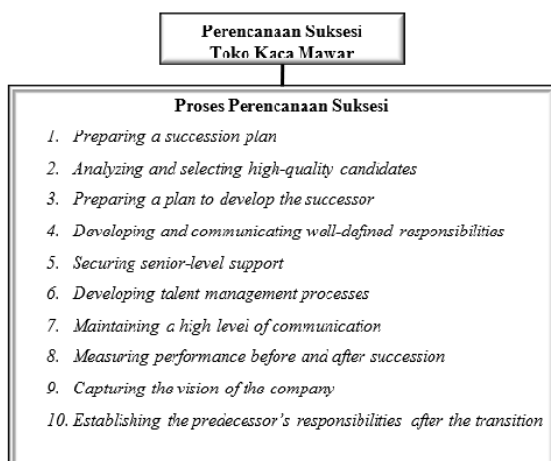 Perencanaan Suksesi
Toko Kaca Mawar
Proses Perencanaan Suksesi
1. Preparing a succession plan
2. Analyzing and selecting high-quality candidates
3. Preparing a plan to develop the successor
4. Developing and communicating well-defined responsibilities
5. Securing senior-level support
6. Developing talent management processes
7. Maintaining a high level of communication
8. Measuring performance before and after succession
9. Capturing the vision of the company
10. Establishing the predecessor's responsibilities after the transition